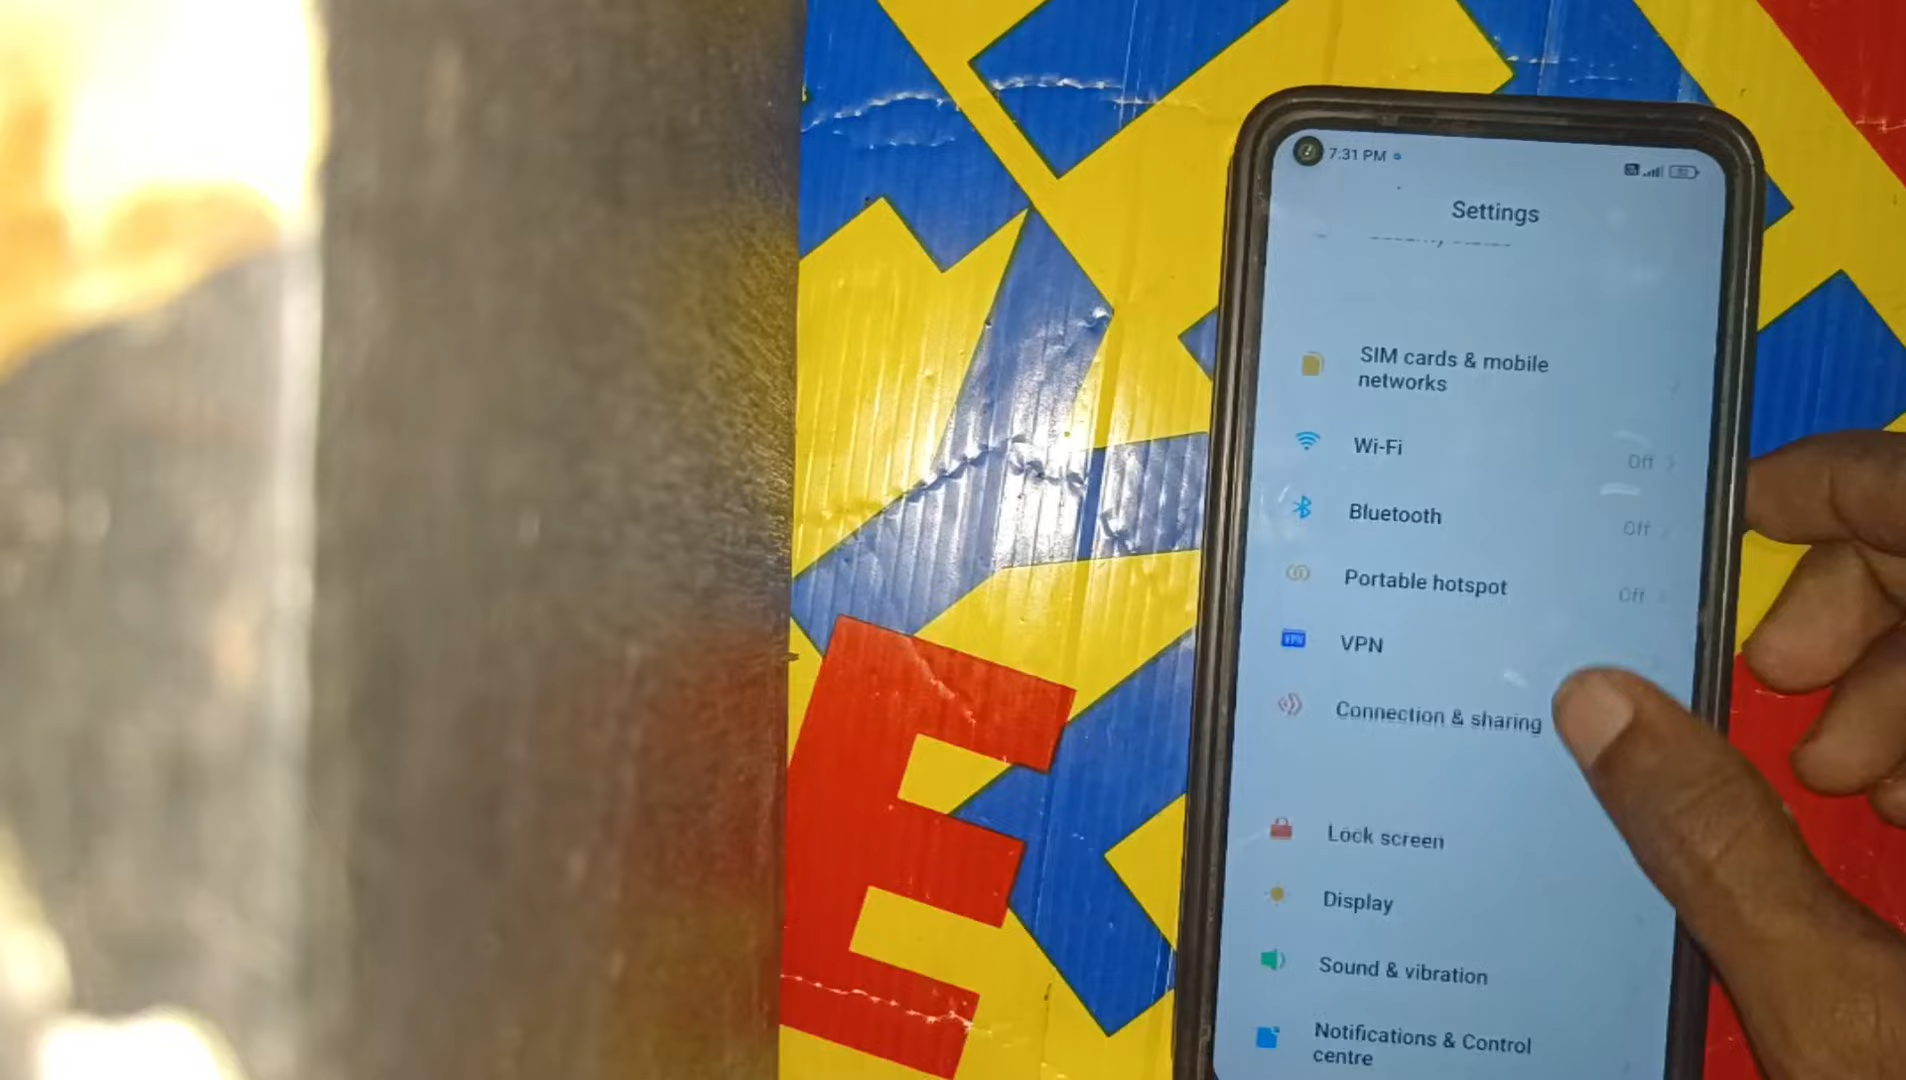 7:31 PM
Settings
SIM cards & mobile
networks
Wi-Fi
Off
Bluetooth
Off
Portable hotspot
Off
VPN
VPN
Connection & sharing
Lock screen
Display
Sound & vibration
Notifications & Control
centre
E